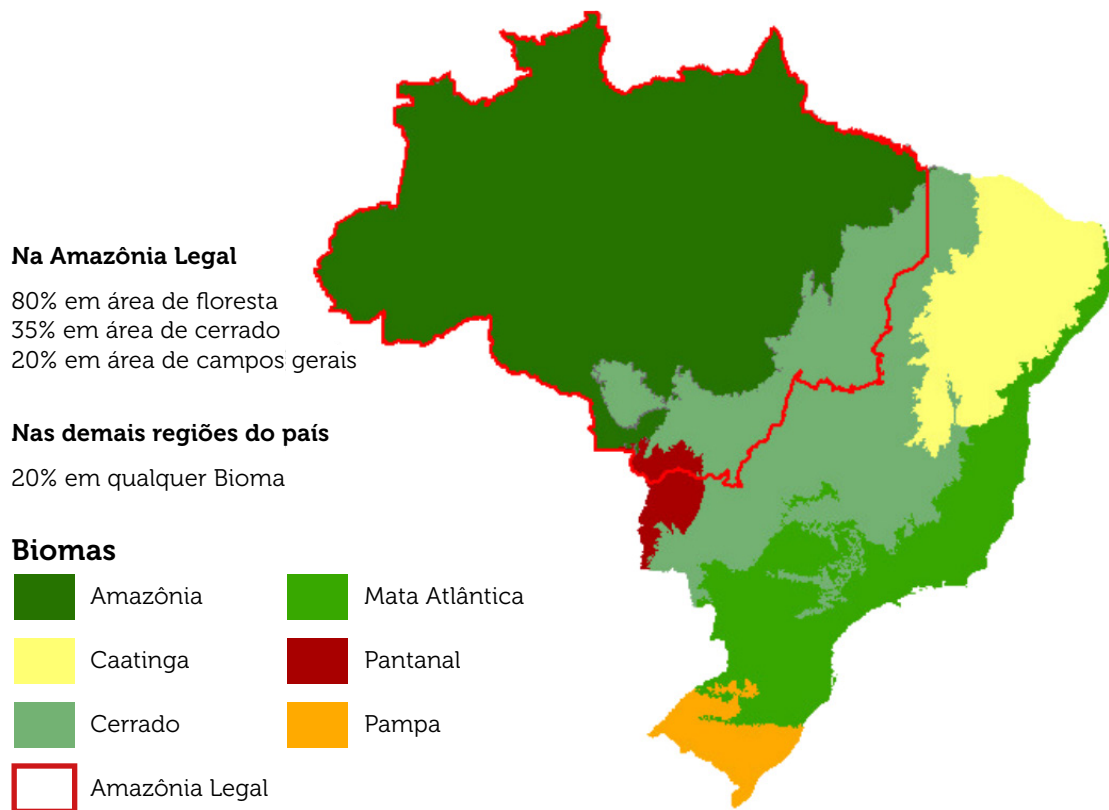 Na Amazônia Legal
80% em área de floresta
35% em área de cerrado
20% em área de campos gerais
Nas demais regiões do país
20% em qualquer Bioma
Biomas
Amazônia
Mata Atlântica
Caatinga
Pantanal
Cerrado
Pampa
Amazônia Legal